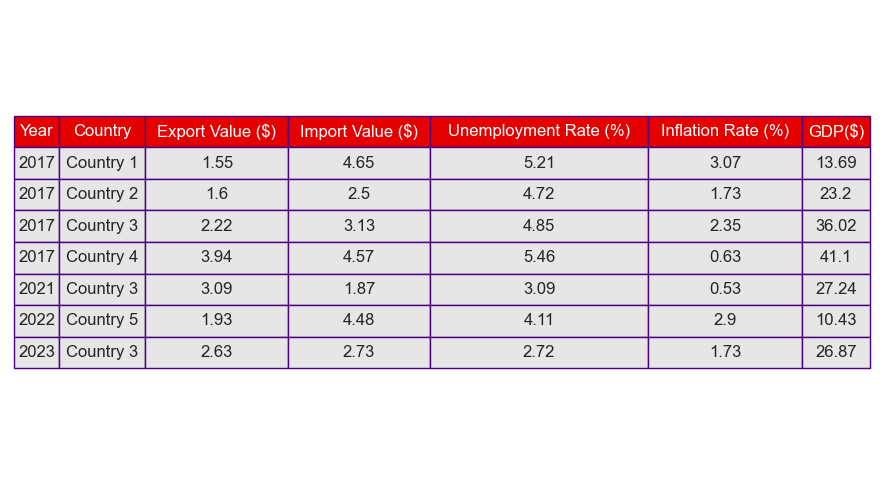 Year Country Export Value ($) Import Value ($) Unemployment Rate (%) Inflation Rate (%) GDP($)
2017 Country 1 1.55 4.65 5.21 3.07 13.69
2017 Country 2 1.6 2.5 4.72 1.73 23.2
2017 Country 3 2.22 3.13 4.85 2.35 36.02
2017 Country 4 3.94 4.57 5.46 0.63 41.1
2021 Country 3 3.09 1.87 3.09 0.53 27.24
2022 Country 5 1.93 4.48 4.11 2.9 10.43
2023 Country 3 2.63 2.73 2.72 1.73 26.87